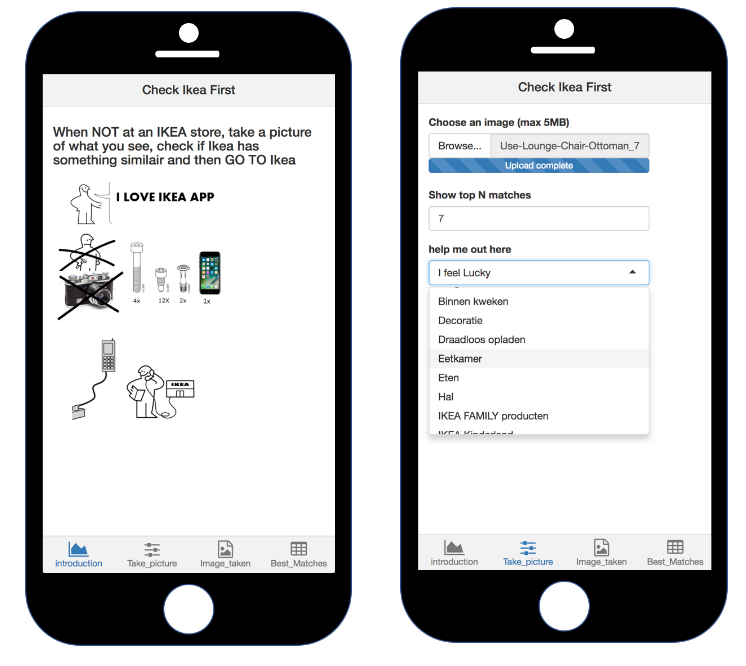 Check Ikea First
When NOT at an IKEA store, take a picture
of what you see, check if Ikea has
something similair and then GO TO Ikea
I LOVE IKEA APP
4x
12X
2x
1x
IKEA
introduction
Take_picture
Image_taken
Best_Matches
Check Ikea First
Choose an image (max 5MB)
Browse...
Use-Lounge-Chair-Ottoman_7
Upload complete
Show top N matches
7
help me out here
I feel Lucky
Binnen kweken
Decoratie
Draadloos opladen
Eetkamer
Eten
Hal
IKEA FAMILY producten
IKEA Kinderland
introduction
Take_picture
Image_taken
Best_Matches